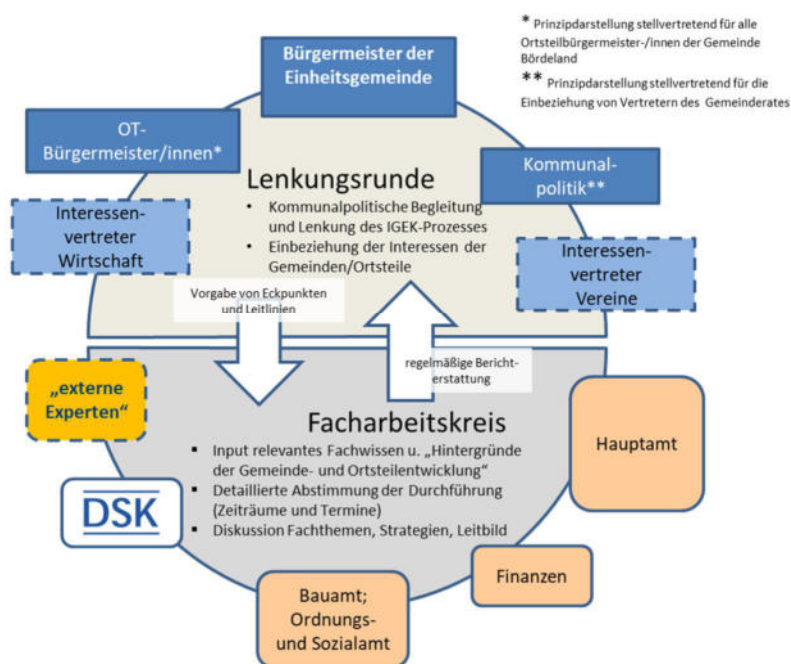 * Prinzipdarstellung stellvertretend für alle
Ortsteilbürgermeister-/innen der Gemeinde
Bördeland
** Prinzipdarstellung stellvertretend für die
Einbeziehung von Vertretern des Gemeinderates
Bürgermeister der
Einheitsgemeinde
OT-
Bürgermeister/innen*
Kommunal-
politik**
Interessen-
vertreter
Wirtschaft
Interessen-
vertreter
Vereine
Lenkungsrunde
• Kommunalpolitische Begleitung
und Lenkung des IGEK-Prozesses
• Einbeziehung der Interessen der
Gemeinden/Ortsteile
Vorgabe von Eckpunkten
und Leitlinien
regelmäßige Bericht-
erstattung
„externe
Experten“
Facharbeitskreis
▪ Input relevantes Fachwissen u. „Hintergründe
der Gemeinde- und Ortsteilentwicklung“
▪ Detaillierte Abstimmung der Durchführung
(Zeiträume und Termine)
▪ Diskussion Fachthemen, Strategien, Leitbild
Hauptamt
DSK
Finanzen
Bauamt;
Ordnungs-
und Sozialamt